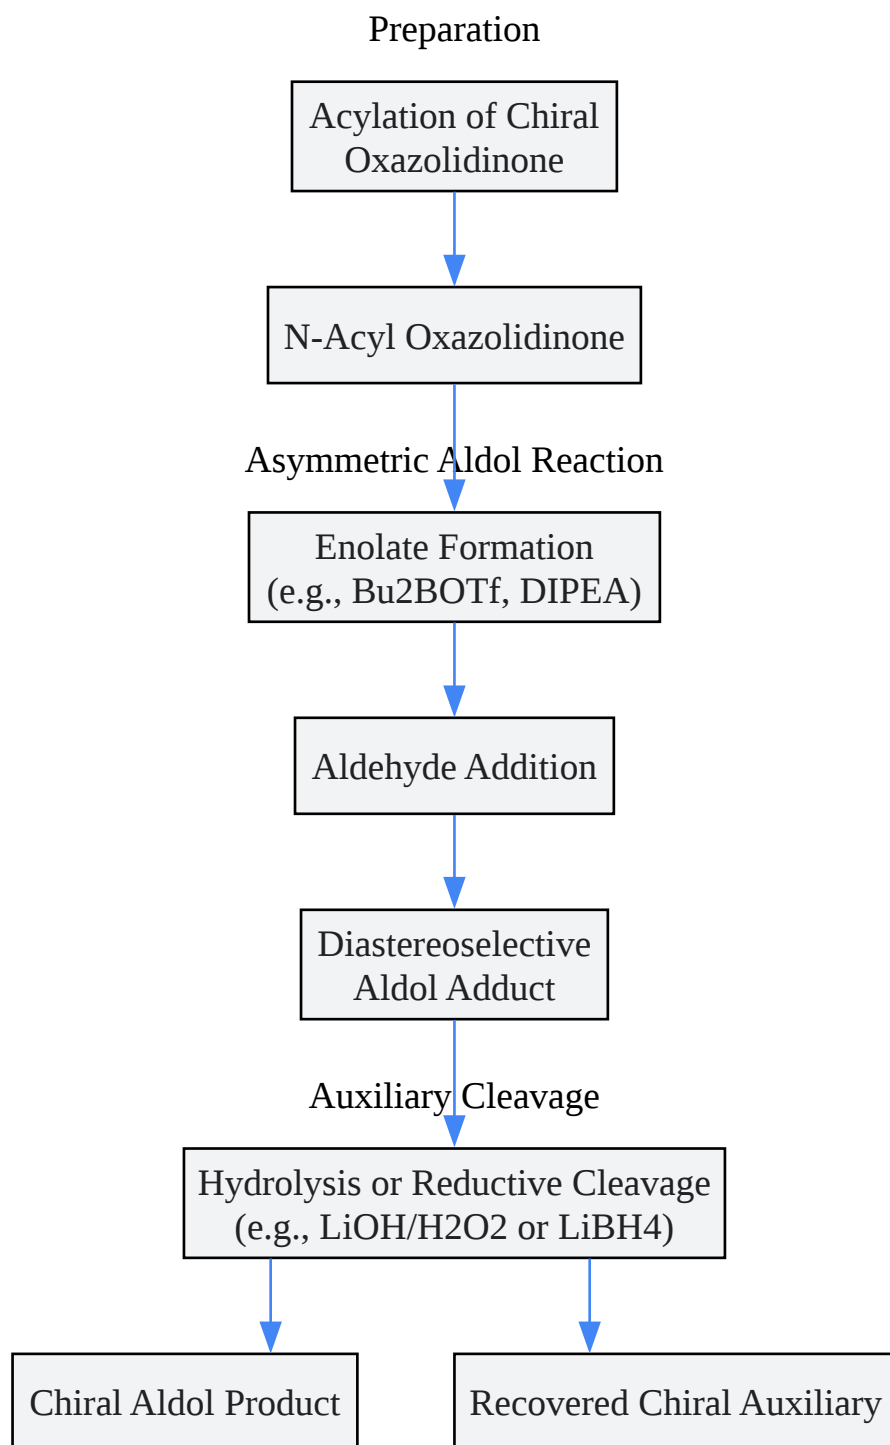 Preparation
Acylation of Chiral
Oxazolidinone
N-Acyl Oxazolidinone
Asymmetric Aldol Reaction
Enolate Formation
(e.g., Bu2BOTf, DIPEA)
Aldehyde Addition
Diastereoselective
Aldol Adduct
Auxiliary Cleavage
Hydrolysis or Reductive Cleavage
(e.g., LiOH/H2O2 or LiBH4)
Chiral Aldol Product
Recovered Chiral Auxiliary